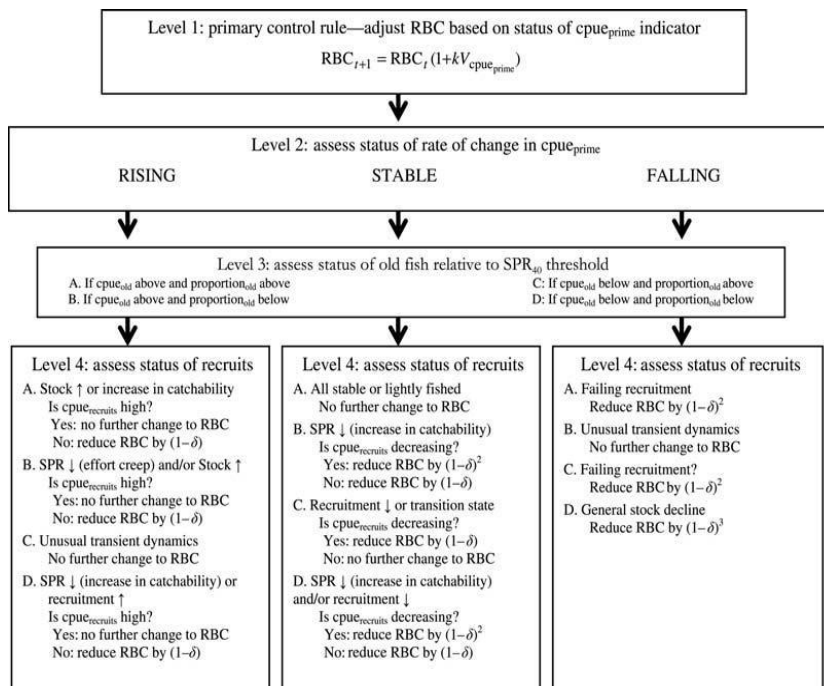 Level 1: primary control rule—adjust RBC based on status of cpue_prime indicator
RBC_{t+1} = RBC_t (1+kV_{cpue_prime})
Level 2: assess status of rate of change in cpue_prime
RISING STABLE FALLING
Level 3: assess status of old fish relative to SPR_40 threshold
A. If cpue_old above and proportion_old above
B. If cpue_old above and proportion_old below
C: If cpue_old below and proportion_old above
D: If cpue_old below and proportion_old below
Level 4: assess status of recruits
A. Stock ↑ or increase in catchability
Is cpue_recruits high?
Yes: no further change to RBC
No: reduce RBC by (1–δ)
B. SPR ↓ (effort creep) and/or Stock ↑
Is cpue_recruits high?
Yes: no further change to RBC
No: reduce RBC by (1–δ)
C. Unusual transient dynamics
No further change to RBC
D. SPR ↓ (increase in catchability) or
recruitment ↑
Is cpue_recruits high?
Yes: no further change to RBC
No: reduce RBC by (1–δ)
Level 4: assess status of recruits
A. All stable or lightly fished
No further change to RBC
B. SPR ↓ (increase in catchability)
Is cpue_recruits decreasing?
Yes: reduce RBC by (1–δ)^2
No: reduce RBC by (1–δ)
C. Recruitment ↓ or transition state
Is cpue_recruits decreasing?
Yes: reduce RBC by (1–δ)
No: no further change to RBC
D. SPR ↓ (increase in catchability)
and/or recruitment ↓
Is cpue_recruits decreasing?
Yes: reduce RBC by (1–δ)^2
No: reduce RBC by (1–δ)
Level 4: assess status of recruits
A. Failing recruitment
Reduce RBC by (1–δ)^2
B. Unusual transient dynamics
No further change to RBC
C. Failing recruitment?
Reduce RBC by (1–δ)^2
D. General stock decline
Reduce RBC by (1–δ)^3